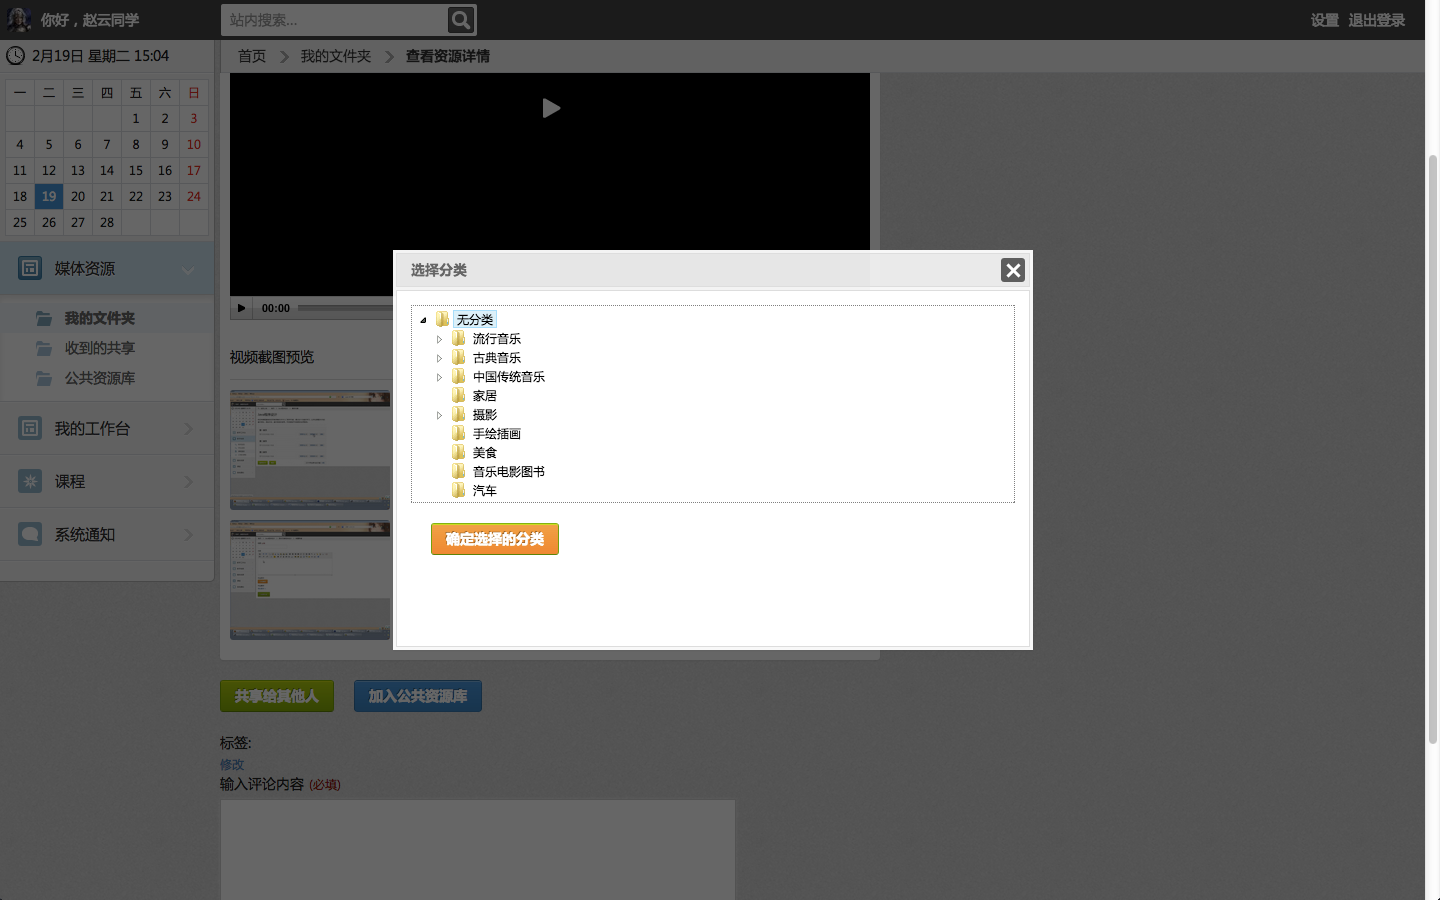 你好，赵云同学
站内搜索...
设置 退出登录
2月19日 星期二 15:04
首页 我的文件夹 查看资源详情
一 二 三 四 五 六 日
1 2 3
4 5 6 7 8 9 10
11 12 13 14 15 16 17
18 19 20 21 22 23 24
25 26 27 28
媒体资源
我的文件夹
收到的共享
公共资源库
我的工作台
课程
系统通知
00:00
视频截图预览
选择分类
无分类
流行音乐
古典音乐
中国传统音乐
家居
摄影
手绘插画
美食
音乐电影图书
汽车
确定选择的分类
共享给其他人 加入公共资源库
标签:
修改
输入评论内容 (必填)